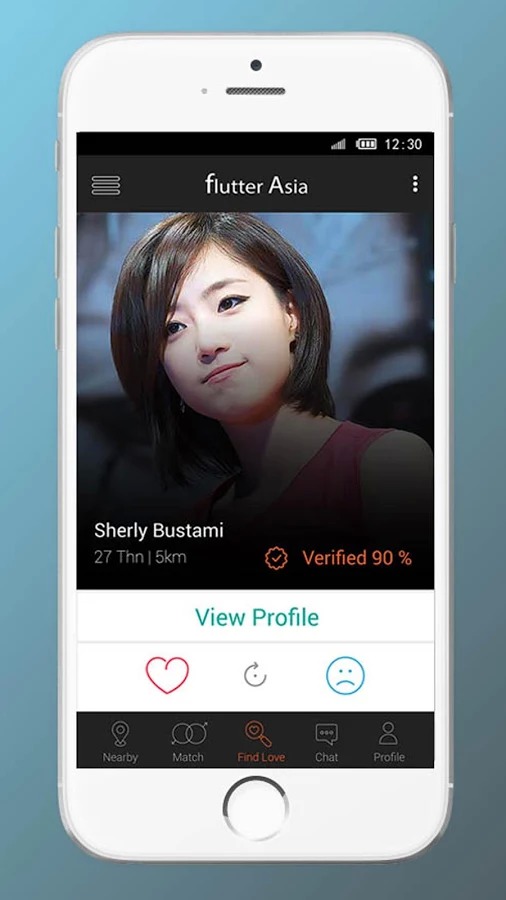 12:30
flutter Asia
Sherly Bustami
27 Thn | 5km
Verified 90 %
View Profile
Nearby
Match
Find Love
Chat
Profile